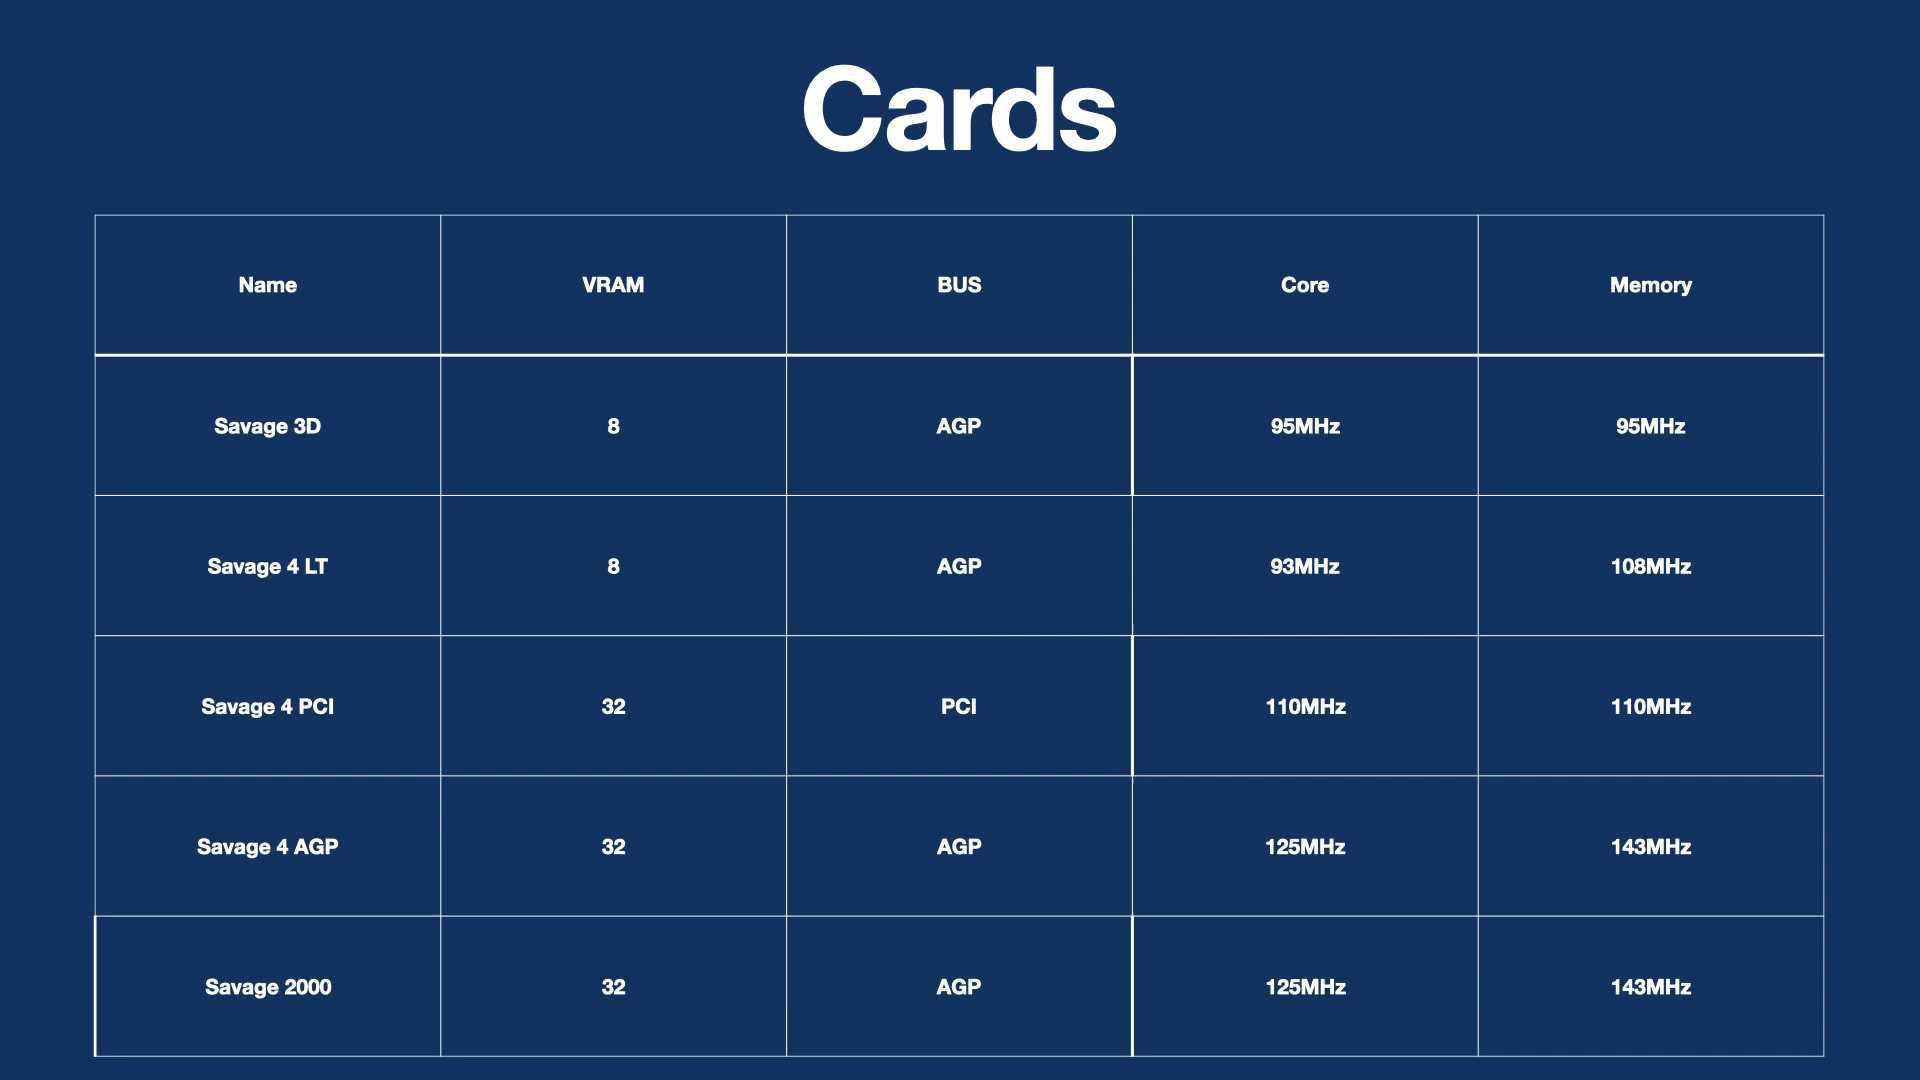 Cards
Name VRAM BUS Core Memory
Savage 3D 8 AGP 95MHz 95MHz
Savage 4 LT 8 AGP 93MHz 108MHz
Savage 4 PCI 32 PCI 110MHz 110MHz
Savage 4 AGP 32 AGP 125MHz 143MHz
Savage 2000 32 AGP 125MHz 143MHz